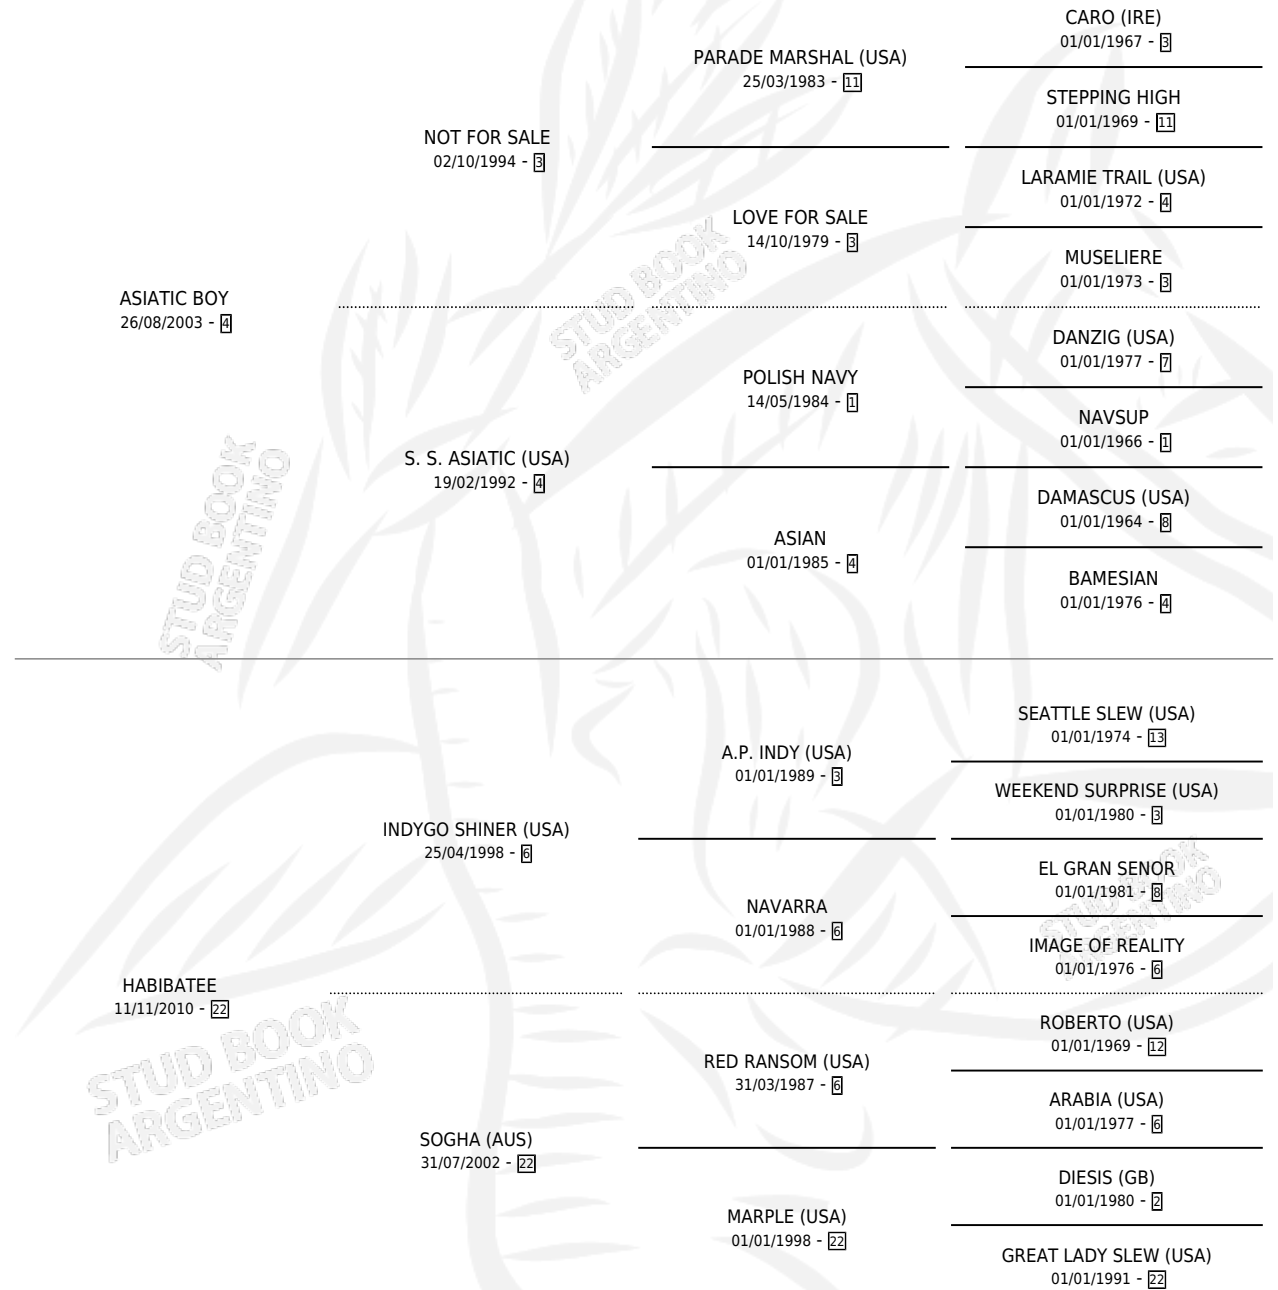 CARO (IRE)
01/01/1967 - 3
PARADE MARSHAL (USA)
25/03/1983 - 11
STEPPING HIGH
01/01/1969 - 11
NOT FOR SALE
02/10/1994 - 3
LARAMIE TRAIL (USA)
01/01/1972 - 4
LOVE FOR SALE
14/10/1979 - 3
MUSELIERE
01/01/1973 - 3
ASIATIC BOY
26/08/2003 - 4
STUD BOOK
ARGENTINO
DANZIG (USA)
01/01/1977 - 7
POLISH NAVY
14/05/1984 - 1
NAVSUP
01/01/1966 - 1
S. S. ASIATIC (USA)
19/02/1992 - 4
DAMASCUS (USA)
01/01/1964 - 8
ASIAN
01/01/1985 - 4
BAMESIAN
01/01/1976 - 4
STUD BOOK
ARGENTINO
SEATTLE SLEW (USA)
01/01/1974 - 13
A.P. INDY (USA)
01/01/1989 - 3
WEEKEND SURPRISE (USA)
01/01/1980 - 3
INDYGO SHINER (USA)
25/04/1998 - 6
EL GRAN SENOR
01/01/1981 - 8
STUD BOOK
ARGENTINO
NAVARRA
01/01/1988 - 6
IMAGE OF REALITY
01/01/1976 - 6
HABIBATEE
11/11/2010 - 22
STUD BOOK
ARGENTINO
ROBERTO (USA)
01/01/1969 - 12
RED RANSOM (USA)
31/03/1987 - 6
ARABIA (USA)
01/01/1977 - 6
SOGHA (AUS)
31/07/2002 - 22
DIESIS (GB)
01/01/1980 - 2
MARPLE (USA)
01/01/1998 - 22
GREAT LADY SLEW (USA)
01/01/1991 - 22